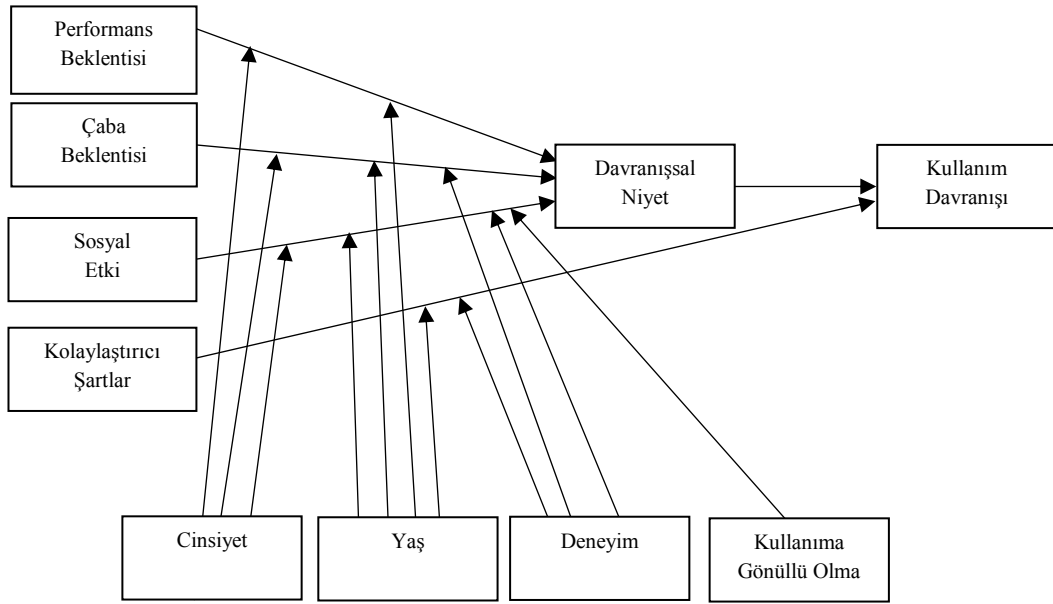 Performans
Beklentisi
Çaba
Beklentisi
Davranışsal
Niyet
Kullanım
Davranışı
Sosyal
Etki
Kolaylaştırıcı
Şartlar
Cinsiyet
Yaş
Deneyim
Kullanıma
Gönüllü Olma